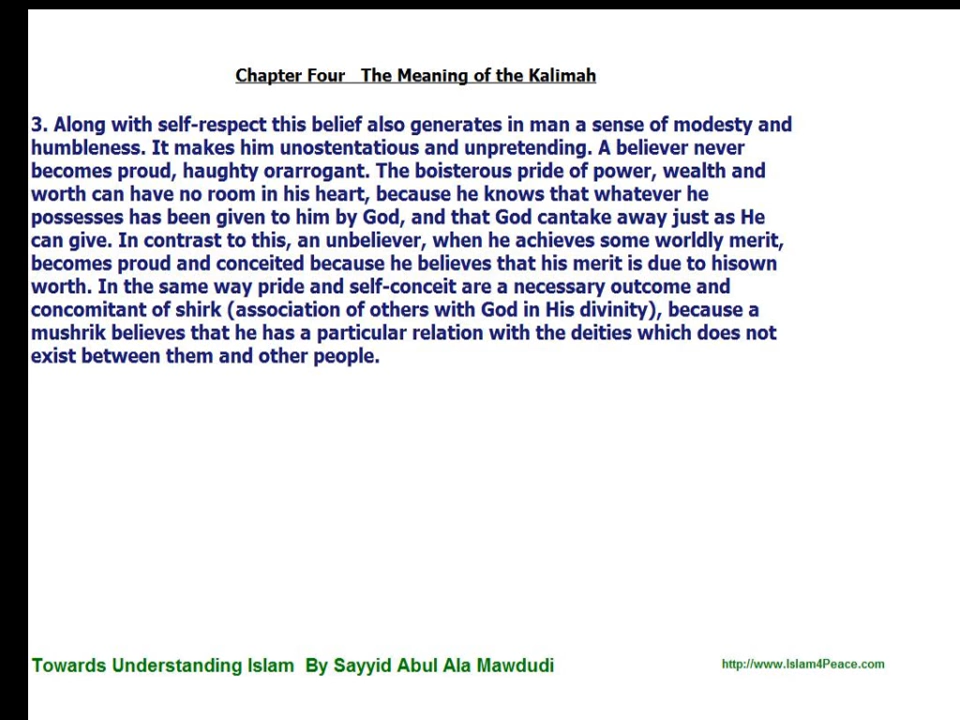 Chapter Four   The Meaning of the Kalimah
3. Along with self-respect this belief also generates in man a sense of modesty and
humbleness. It makes him unostentatious and unpretending. A believer never
becomes proud, haughty orarrogant. The boisterous pride of power, wealth and
worth can have no room in his heart, because he knows that whatever he
possesses has been given to him by God, and that God cantake away just as He
can give. In contrast to this, an unbeliever, when he achieves some worldly merit,
becomes proud and conceited because he believes that his merit is due to hisown
worth. In the same way pride and self-conceit are a necessary outcome and
concomitant of shirk (association of others with God in His divinity), because a
mushrik believes that he has a particular relation with the deities which does not
exist between them and other people.
Towards Understanding Islam  By Sayyid Abul Ala Mawdudi
http://www.Islam4Peace.com